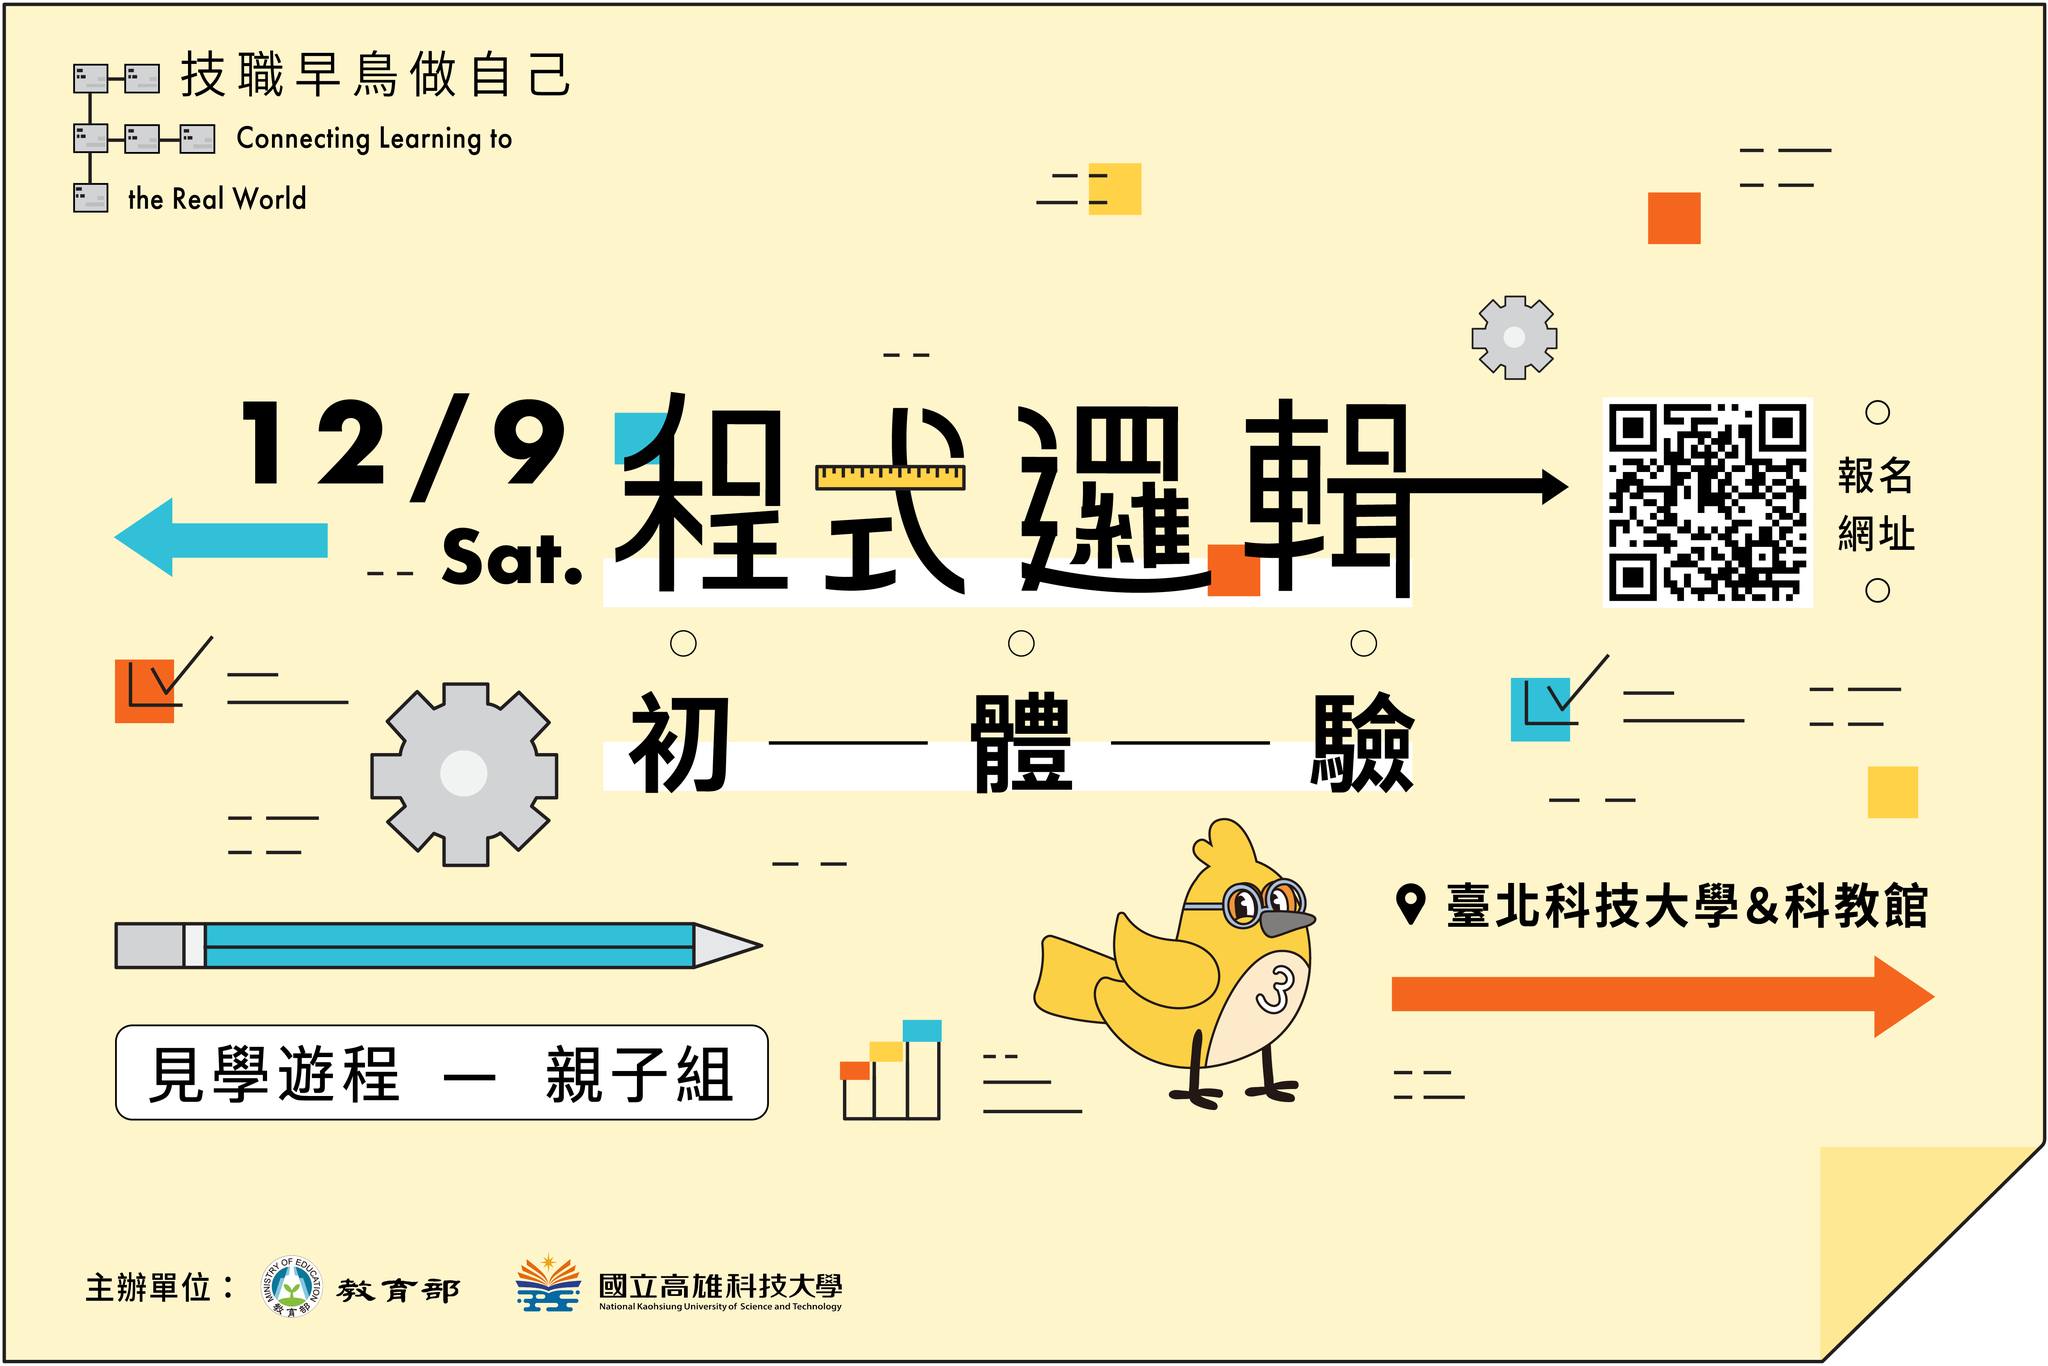 技職早鳥做自己
Connecting Learning to
the Real World
12/9
Sat.
程式邏輯
初一體一驗
報名
網址
臺北科技大學&科教館
3
見學遊程 — 親子組
主辦單位：
MINISTRY OF EDUCATION
教育部
教育部
國立高雄科技大學
National Kaohsiung University of Science and Technology